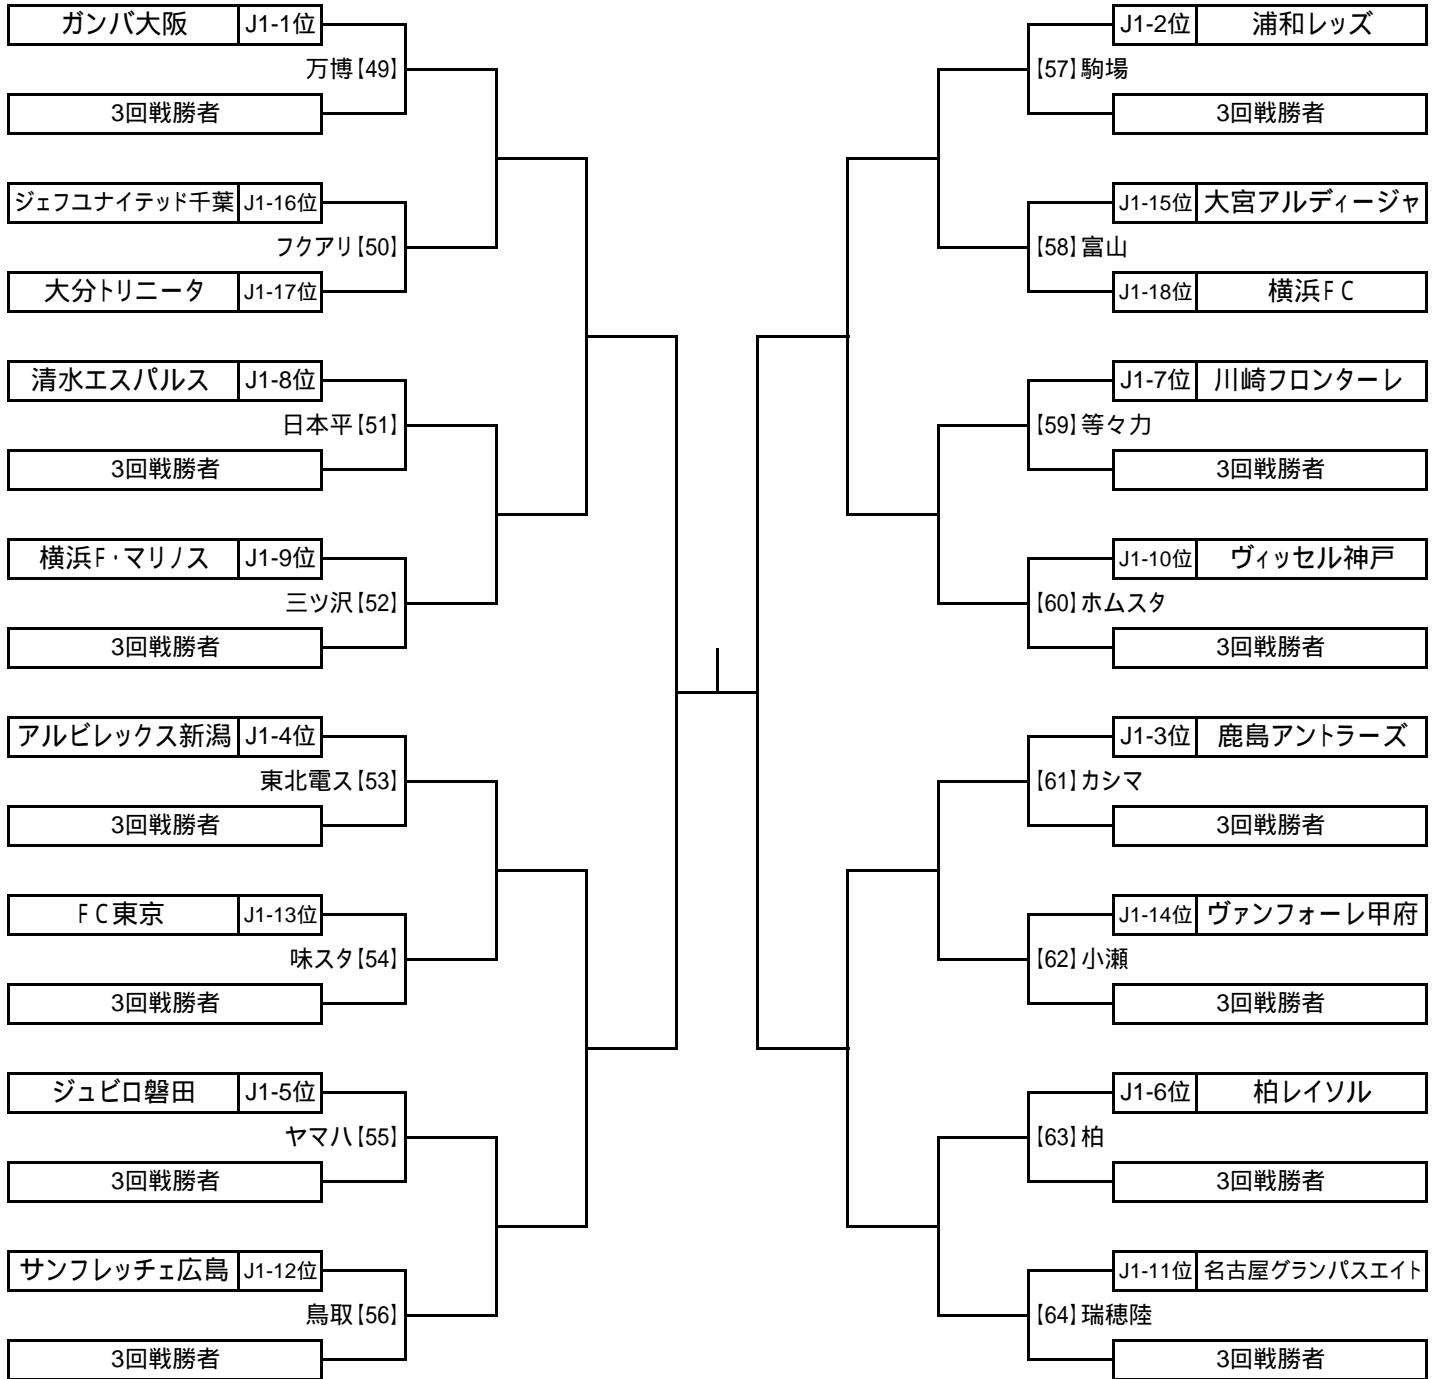 ガンバ大阪 J1-1位
万博【49】
3回戦勝者
ジェフユナイテッド千葉 J1-16位
フクアリ【50】
大分トリニータ J1-17位
清水エスパルス J1-8位
日本平【51】
3回戦勝者
横浜F・マリノス J1-9位
三ツ沢【52】
3回戦勝者
アルビレックス新潟 J1-4位
東北電ス【53】
3回戦勝者
FC東京 J1-13位
味スタ【54】
3回戦勝者
ジュビロ磐田 J1-5位
ヤマハ【55】
3回戦勝者
サンフレッチェ広島 J1-12位
鳥取【56】
3回戦勝者
J1-2位 浦和レッズ
【57】駒場
3回戦勝者
J1-15位 大宮アルディージャ
【58】富山
J1-18位 横浜FC
J1-7位 川崎フロンターレ
【59】等々力
3回戦勝者
J1-10位 ヴィッセル神戸
【60】ホムスタ
3回戦勝者
J1-3位 鹿島アントラーズ
【61】カシマ
3回戦勝者
J1-14位 ヴァンフォーレ甲府
【62】小瀬
3回戦勝者
J1-6位 柏レイソル
【63】柏
3回戦勝者
J1-11位 名古屋グランパスエイト
【64】瑞穂陸
3回戦勝者